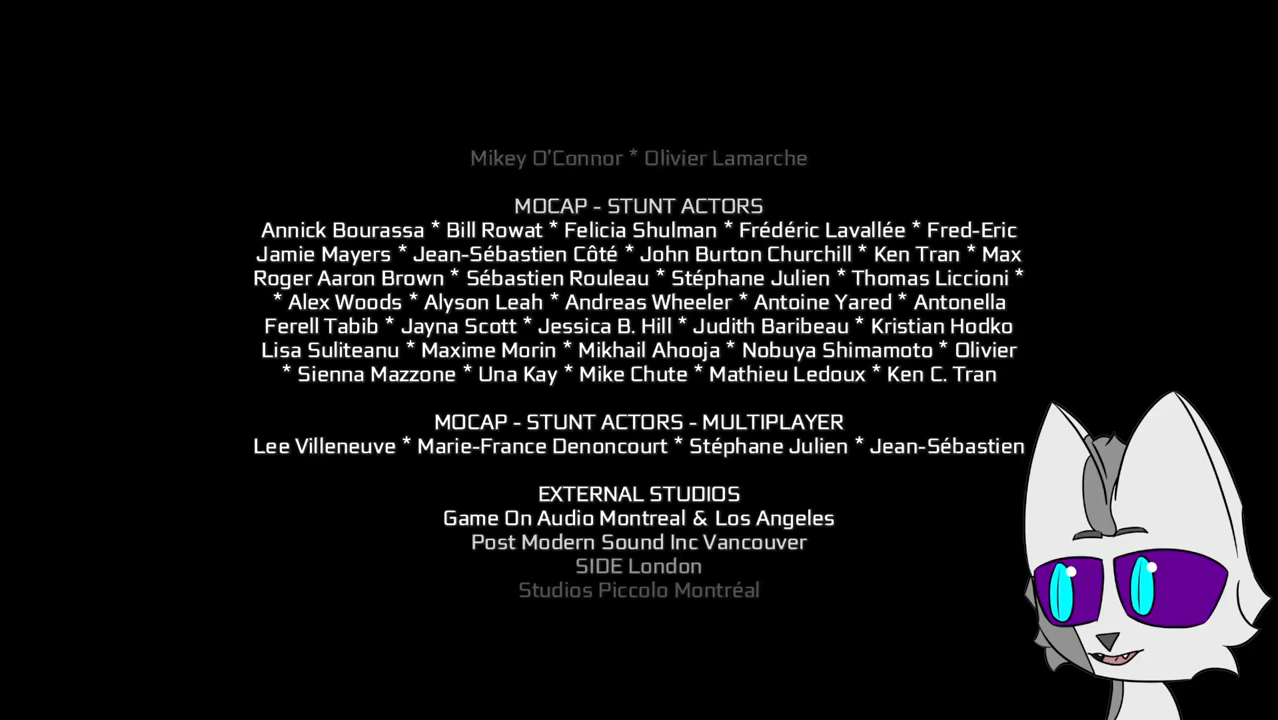 Mikey O'Connor * Olivier Lamarche
MOCAP - STUNT ACTORS
Annick Bourassa * Bill Rowat * Felicia Shulman * Frédéric Lavallée * Fred-Eric
Jamie Mayers * Jean-Sébastien Côté * John Burton Churchill * Ken Tran * Max
Roger Aaron Brown * Sébastien Rouleau * Stéphane Julien * Thomas Liccioni *
* Alex Woods * Alyson Leah * Andreas Wheeler * Antoine Yared * Antonella
Ferell Tabib * Jayna Scott * Jessica B. Hill * Judith Baribeau * Kristian Hodko
Lisa Suliteanu * Maxime Morin * Mikhail Ahooja * Nobuya Shimamoto * Olivier
* Sienna Mazzone * Una Kay * Mike Chute * Mathieu Ledoux * Ken C. Tran
MOCAP - STUNT ACTORS - MULTIPLAYER
Lee Villeneuve * Marie-France Denoncourt * Stéphane Julien * Jean-Sébastien
EXTERNAL STUDIOS
Game On Audio Montreal & Los Angeles
Post Modern Sound Inc Vancouver
SIDE London
Studios Piccolo Montréal